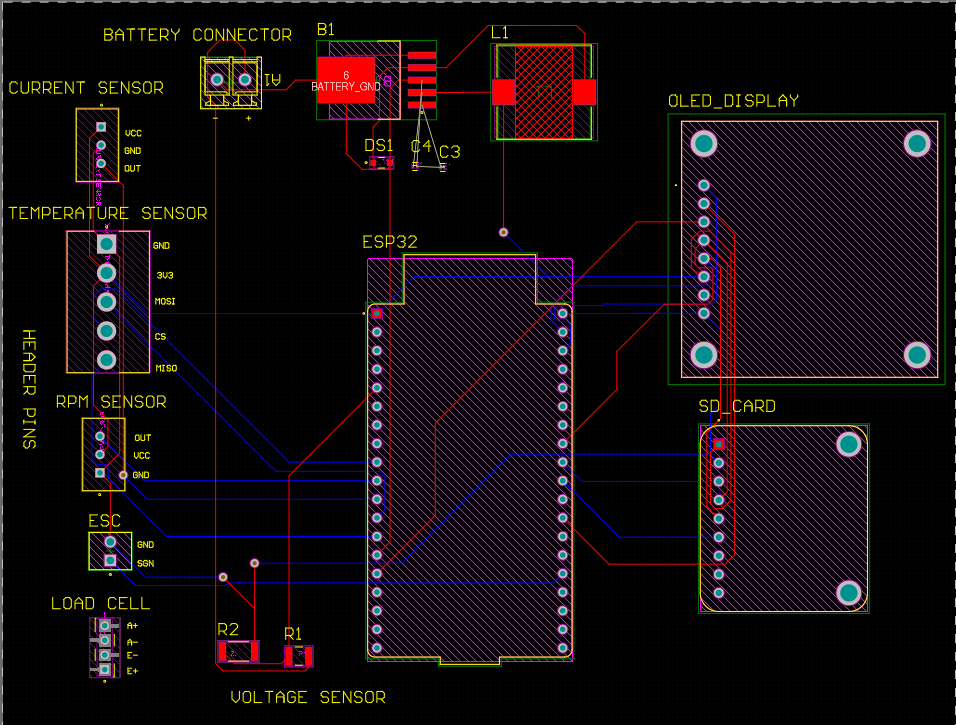 BATTERY CONNECTOR
B1
L1
6
BATTERY_GND
- +
CURRENT SENSOR
VCC
GND
OUT
OLED_DISPLAY
DS1
C4
C3
TEMPERATURE SENSOR
GND
3V3
MOSI
CS
MISO
ESP32
HEADER PINS
RPM SENSOR
OUT
VCC
GND
SD_CARD
ESC
GND
SGN
LOAD CELL
A+
A-
E-
E+
R2
R1
VOLTAGE SENSOR